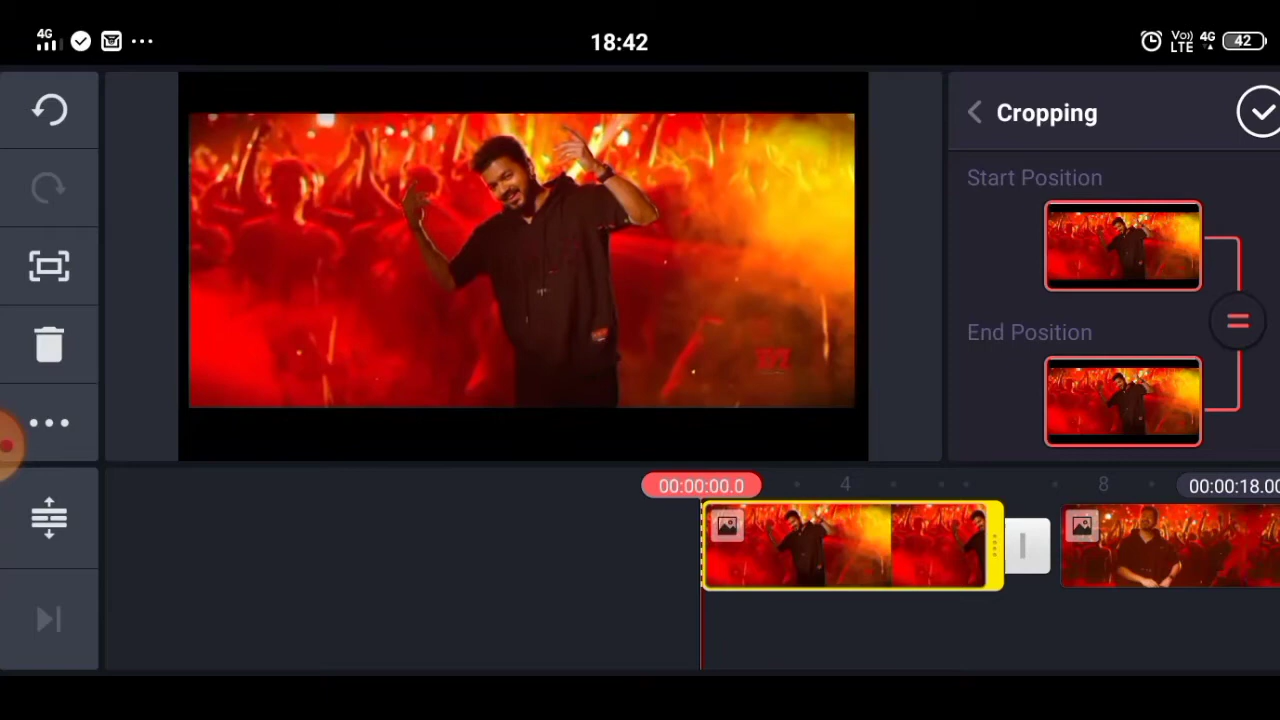 4G
18:42
Vo))
LTE
4G
42
Cropping
Start Position
End Position
00:00:00.0
4
8
00:00:18.00